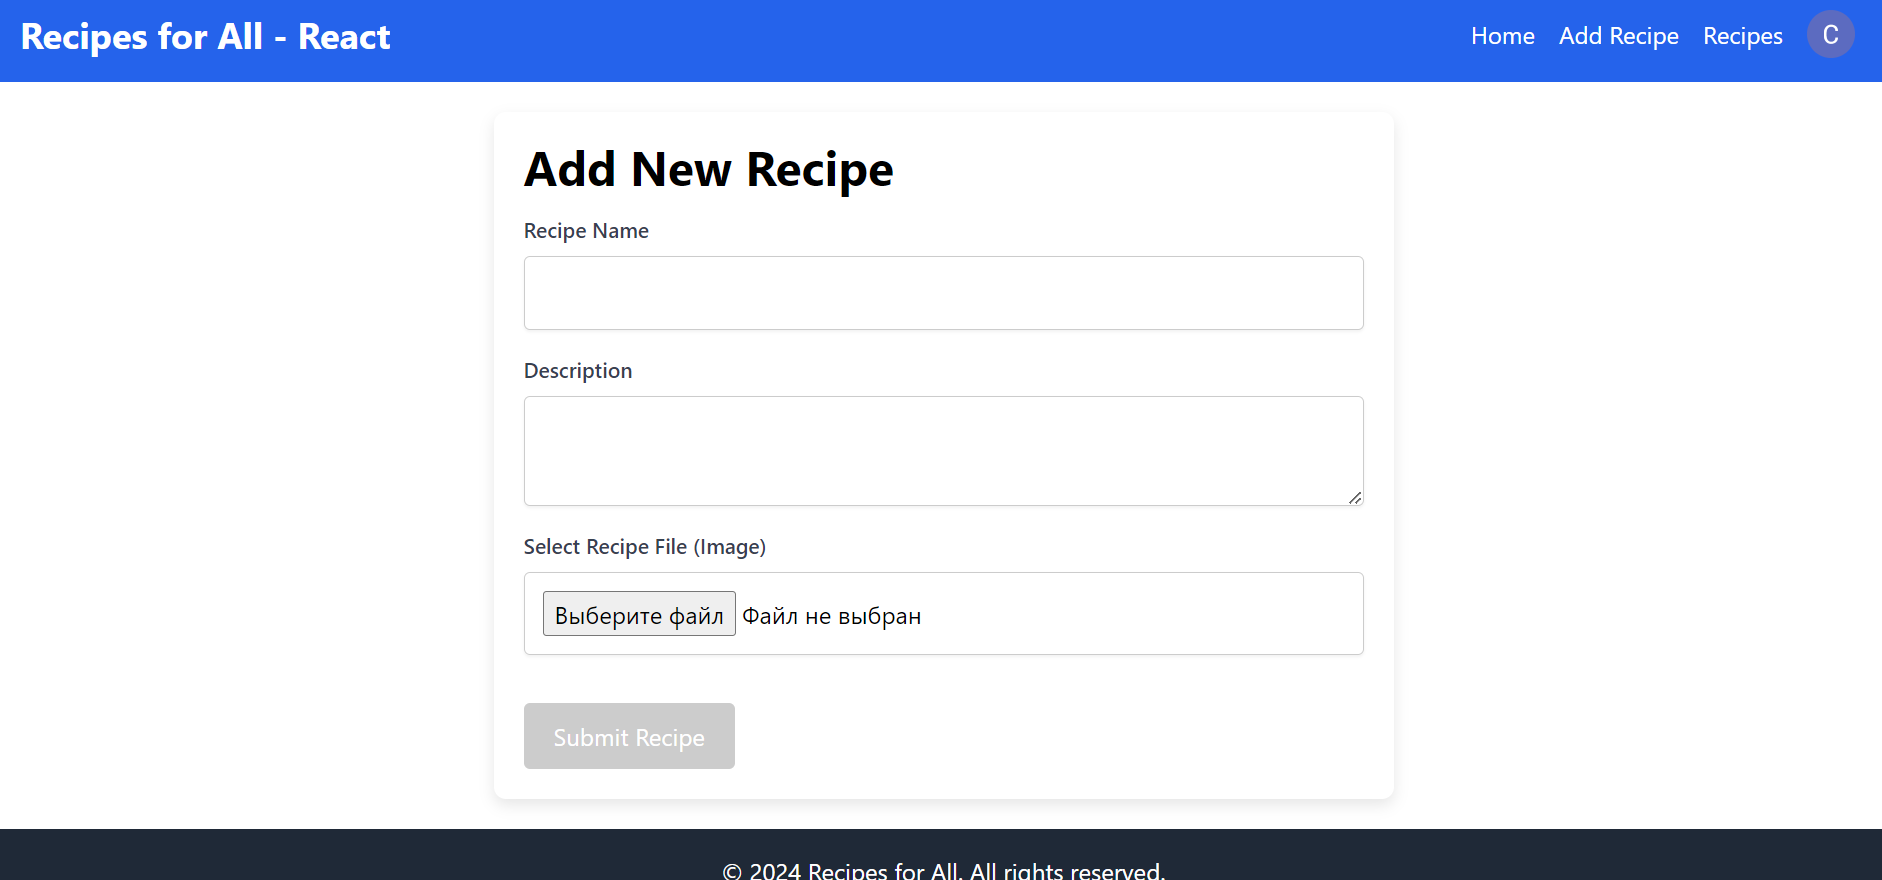 Recipes for All - React
Home Add Recipe Recipes C
Add New Recipe
Recipe Name
Description
Select Recipe File (Image)
Выберите файл Файл не выбран
Submit Recipe
© 2024 Recipes for All. All rights reserved.